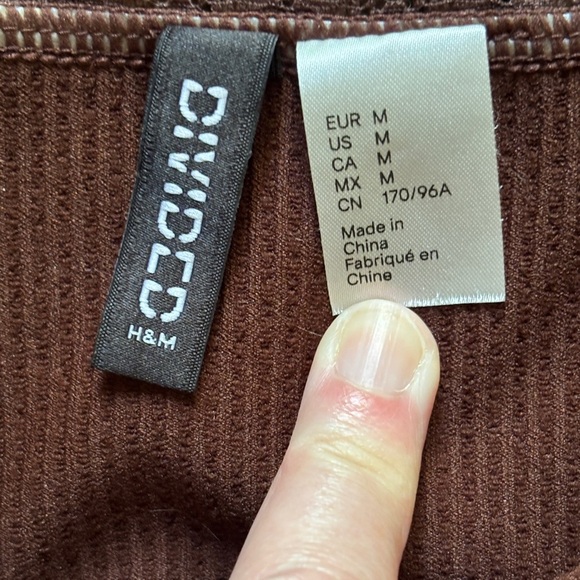 DIVIDED
H&M
EUR M
US M
CA M
MX M
CN 170/96A
Made in
China
Fabriqué en
Chine